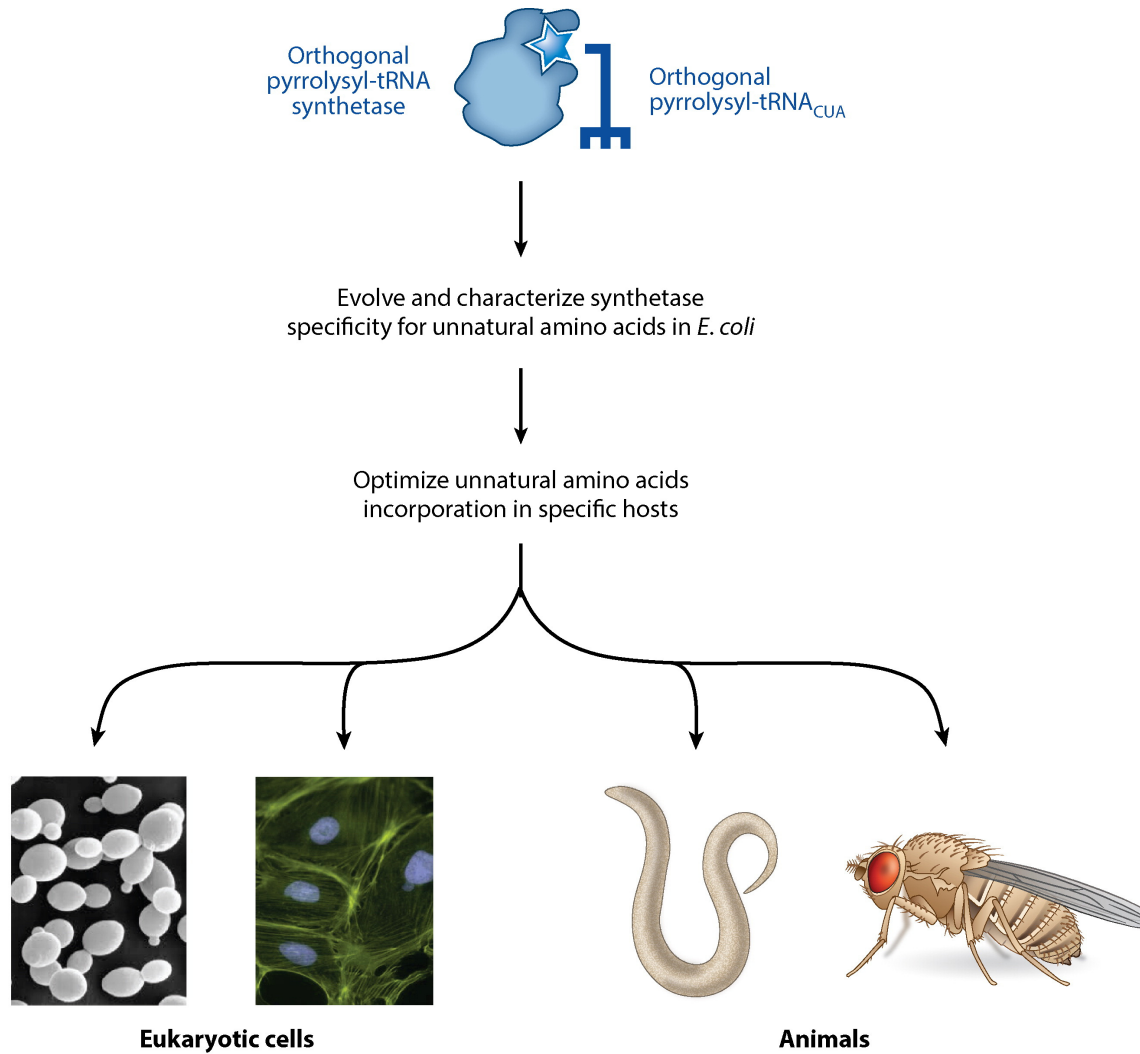 Orthogonal
pyrrolysyl-tRNA
synthetase
Orthogonal
pyrrolysyl-tRNACUA
Evolve and characterize synthetase
specificity for unnatural amino acids in E. coli
Optimize unnatural amino acids
incorporation in specific hosts
Eukaryotic cells
Animals